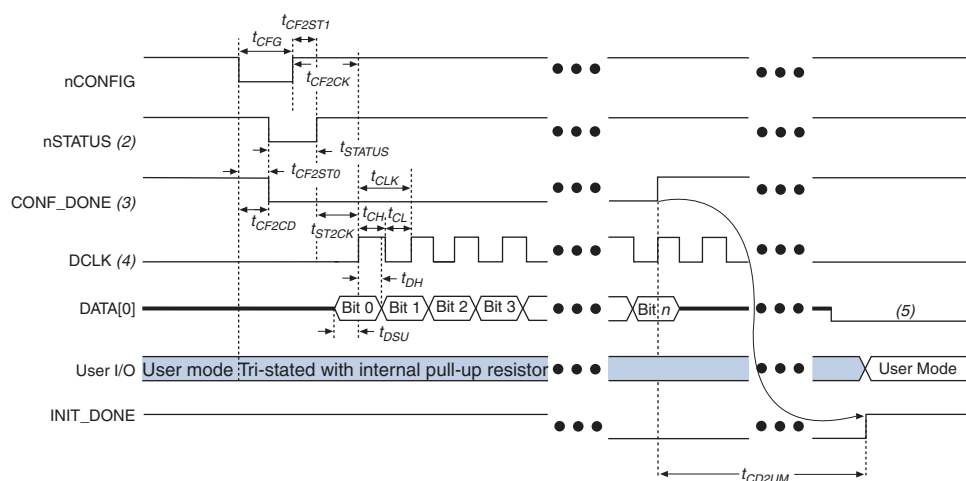 tCF2ST1
tCFG
nCONFIG
tCF2CK
nSTATUS (2)
tSTATUS
tCF2ST0
tCLK
CONF_DONE (3)
tCF2CD
tST2CK
tCH
tCL
DCLK (4)
tDH
DATA[0]
Bit 0
Bit 1
Bit 2
Bit 3
Bit n
(5)
tDSU
User I/O
User mode
Tri-stated with internal pull-up resistor
User Mode
INIT_DONE
tCD2UM